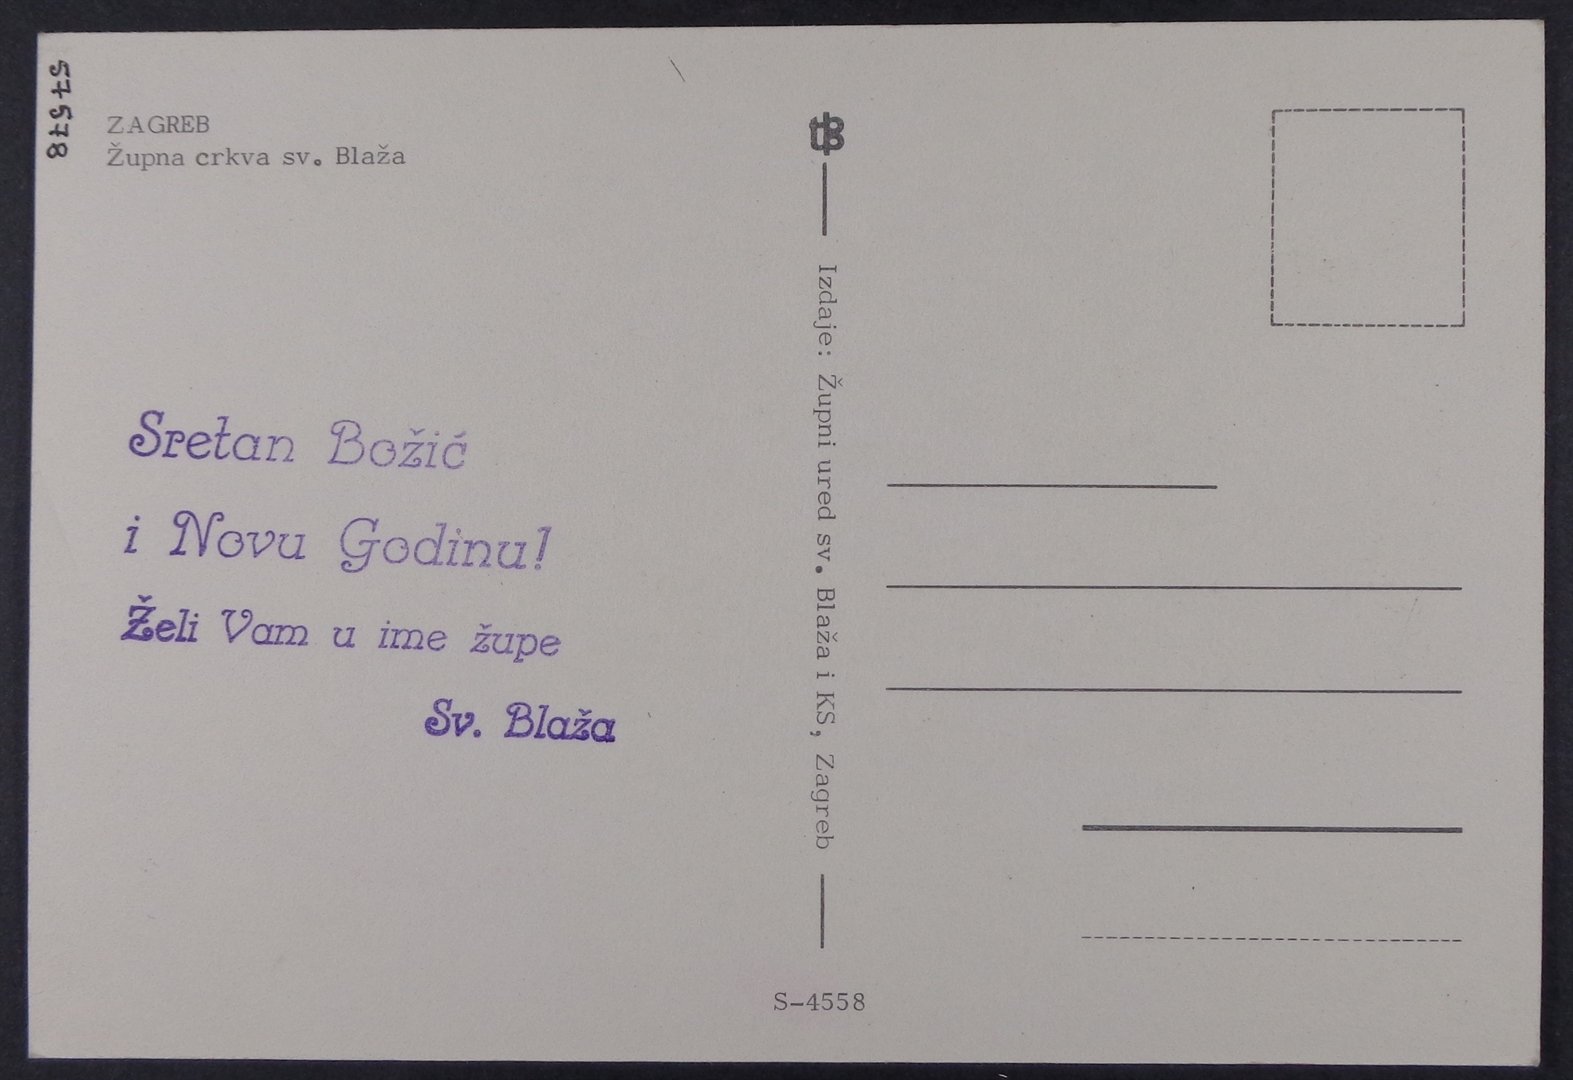 57578
ZAGREB
Župna crkva sv. Blaža
Sretan Božić
i Novu Godinu!
Želi Vam u ime župe
Sv. Blaža
Izdaje: Župni ured sv. Blaža i KS, Zagreb
S-4558